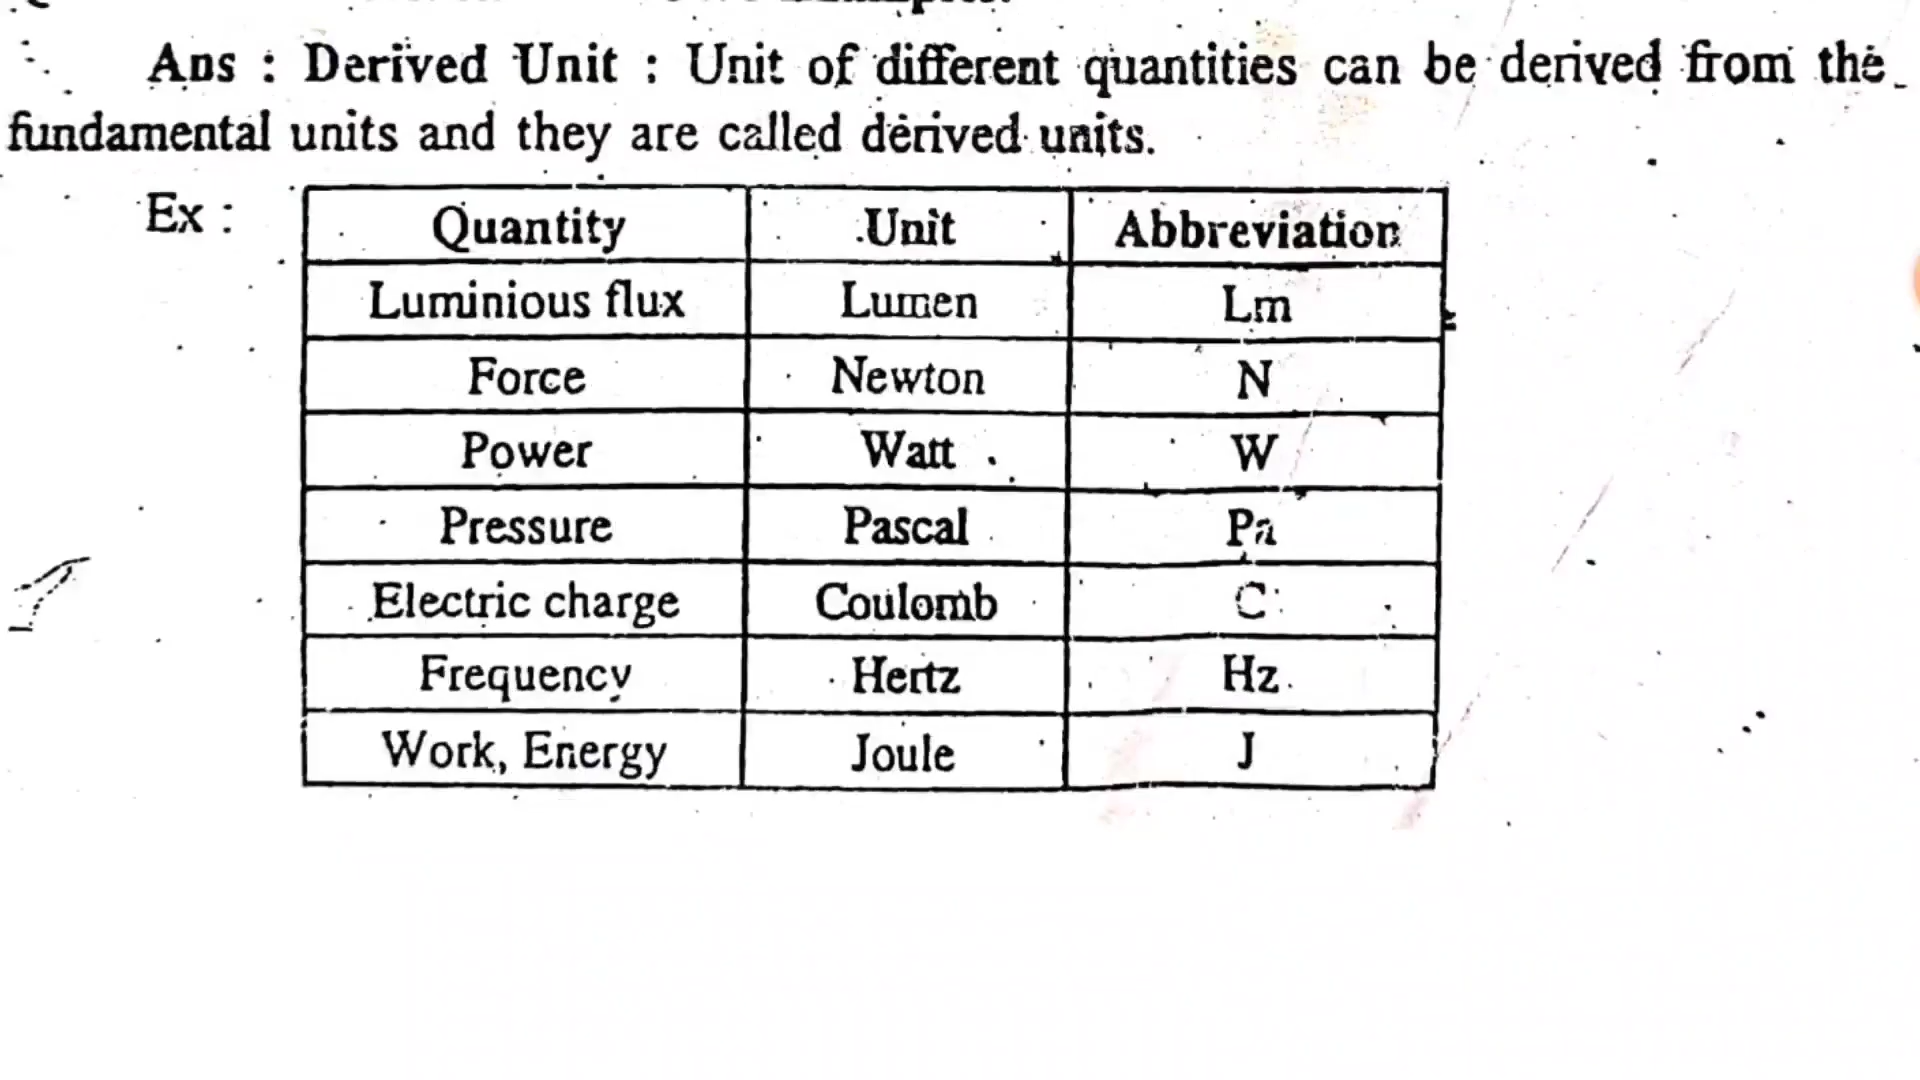 Ans : Derived Unit : Unit of different quantities can be derived from the
fundamental units and they are called derived units.
Ex :
Quantity Unit Abbreviation
Luminious flux Lumen Lm
Force Newton N
Power Watt W
Pressure Pascal Pa
Electric charge Coulomb C
Frequency Hertz Hz
Work, Energy Joule J